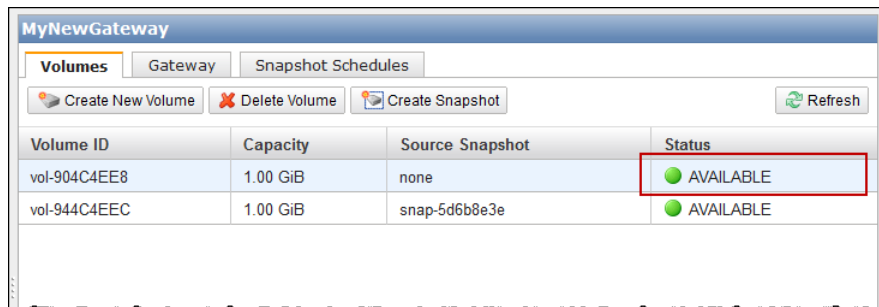 MyNewGateway
Volumes Gateway Snapshot Schedules
Create New Volume Delete Volume Create Snapshot Refresh
Volume ID Capacity Source Snapshot Status
vol-904C4EE8 1.00 GiB none AVAILABLE
vol-944C4EEC 1.00 GiB snap-5d6b8e3e AVAILABLE